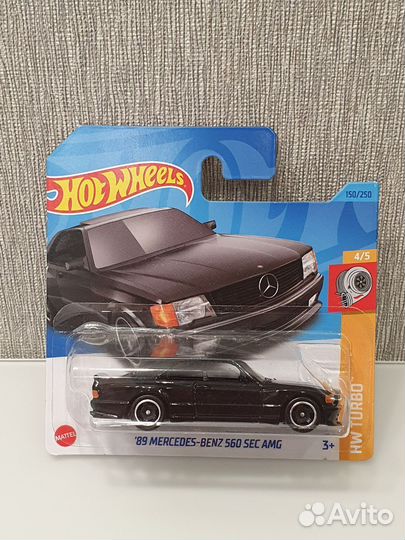 Hot Wheels
150/250
4/5
HW TURBO
MATTEL
'89 MERCEDES-BENZ 560 SEC AMG
3+
Avito